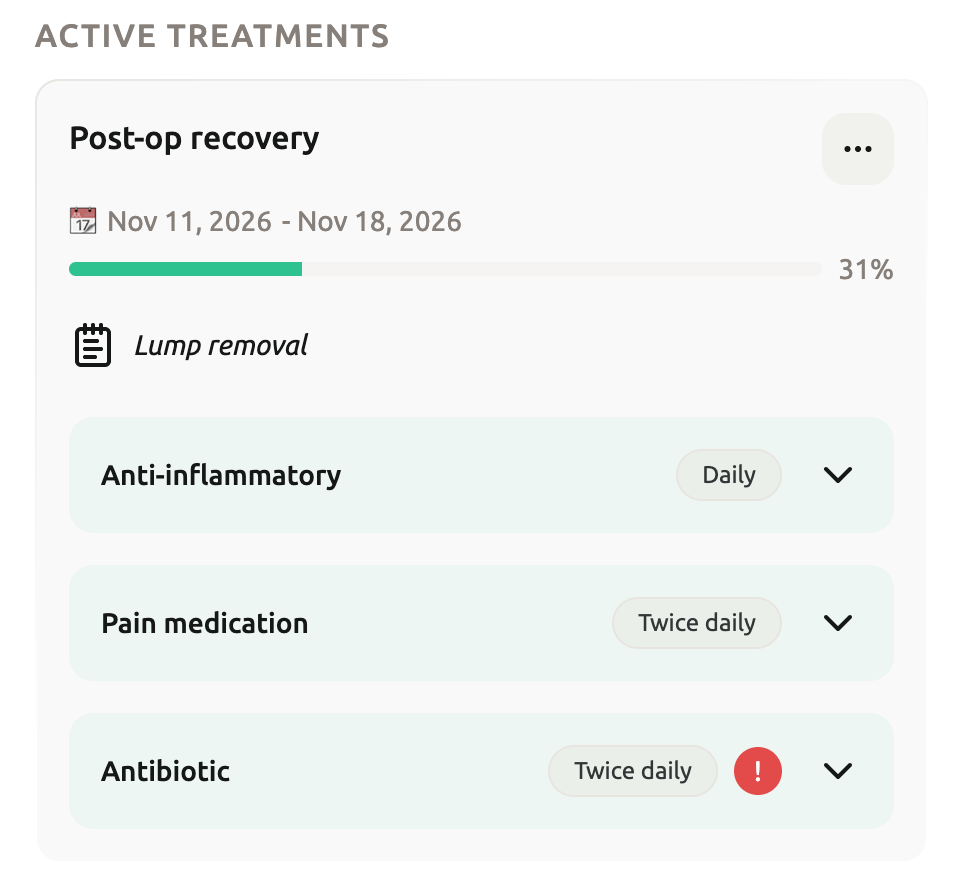 ACTIVE TREATMENTS
Post-op recovery
17 Nov 11, 2026 - Nov 18, 2026
31%
Lump removal
Anti-inflammatory Daily
Pain medication Twice daily
Antibiotic Twice daily !